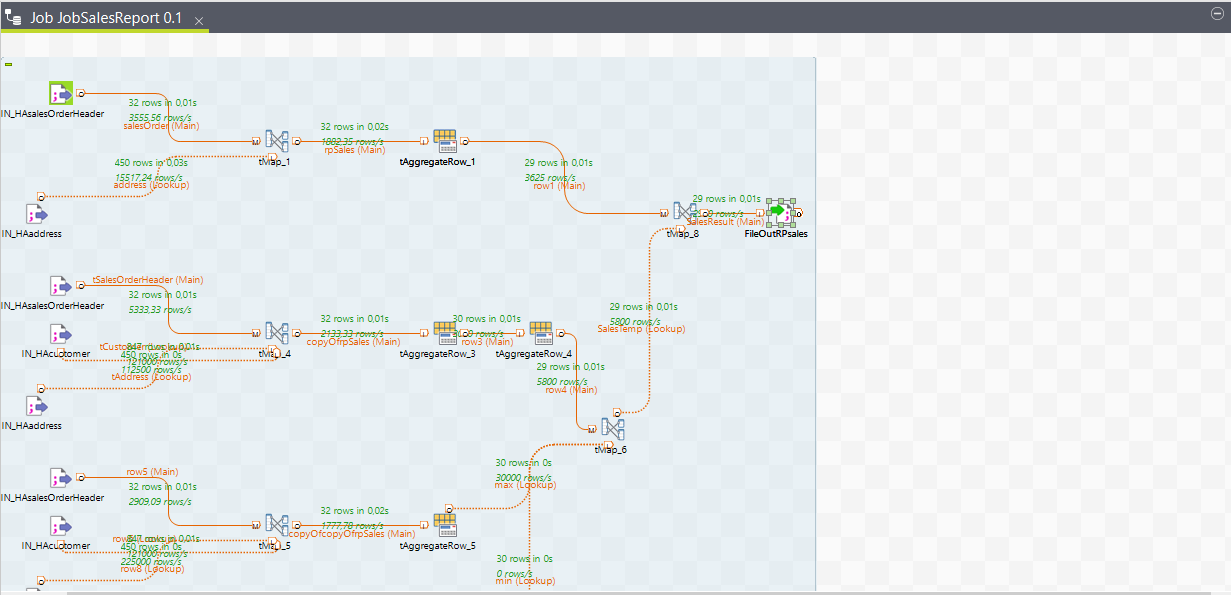 Job JobSalesReport 0.1
IN_HAsalesOrderHeader
32 rows in 0,01s
3555,56 rows/s
salesOrder (Main)
M
tMap_1
32 rows in 0,02s
1882,35 rows/s
rpSales (Main)
tAggregateRow_1
450 rows in 0,03s
15517,24 rows/s
address (Lookup)
IN_HAaddress
29 rows in 0,01s
3625 rows/s
row1 (Main)
M
tMap_8
29 rows in 0,01s
SalesResult (Main)
FileOutRPsales
tSalesOrderHeader (Main)
32 rows in 0,01s
5333,33 rows/s
IN_HAsalesOrderHeader
29 rows in 0,01s
5800 rows/s
SalesTemp (Lookup)
M
tMap_4
32 rows in 0,01s
2133,33 rows/s
copyOfrpSales (Main)
tAggregateRow_3
30 rows in 0,01s
row3 (Main)
tAggregateRow_4
IN_HAcutomer
450 rows in 0s
121000 rows/s
112500 rows/s
tAddress (Lookup)
IN_HAaddress
29 rows in 0,01s
5800 rows/s
row4 (Main)
M
tMap_6
30 rows in 0s
30000 rows/s
max (Lookup)
row5 (Main)
32 rows in 0,01s
2909,09 rows/s
IN_HAsalesOrderHeader
M
tMap_5
32 rows in 0,02s
1777,78 rows/s
copyOfcopyOfrpSales (Main)
tAggregateRow_5
IN_HAcutomer
450 rows in 0s
121000 rows/s
225000 rows/s
row8 (Lookup)
30 rows in 0s
0 rows/s
min (Lookup)